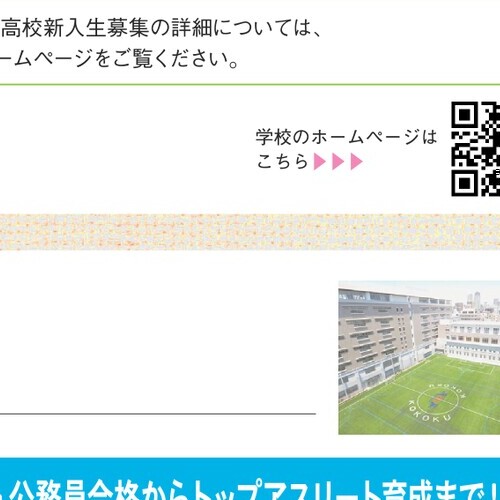 高校新入生募集の詳細については、
ームページをご覧ください。
学校のホームページは
こちら▶▶▶
KOKOKU
公務員合格からトップアスリート育成まで！